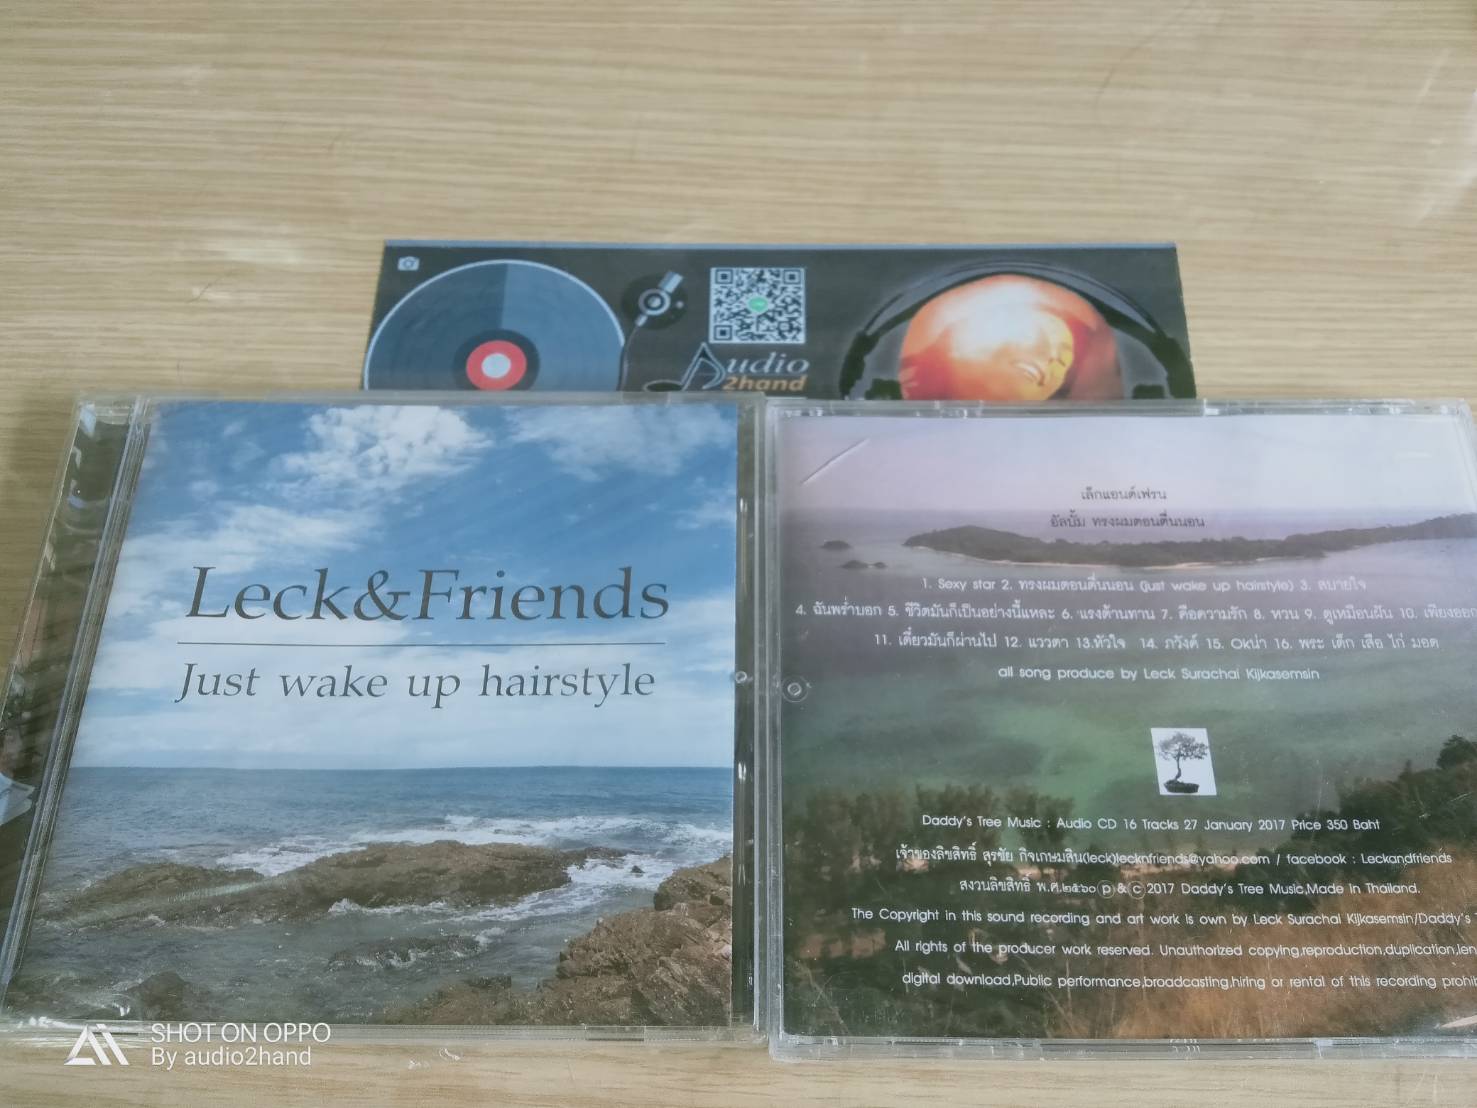 udio
2hand
Leck&Friends
Just wake up hairstyle
เล็กแอนด์เฟรน
อัลบั้ม ทรงผมตอนตื่นนอน
1. Sexy star 2. ทรงผมตอนตื่นนอน (just wake up hairstyle) 3. สบายใจ
4. ฉันพร่ำบอก 5. ชีวิตมันก็เป็นอย่างนี้แหละ 6. แรงต้านทาน 7. คือความรัก 8. หวน 9. ดูเหมือนฝัน 10. เพียงออก
11. เดี๋ยวมันก็ผ่านไป 12. แววตา 13.หัวใจ 14. ภวังค์ 15. Okน่า 16. พระ เด็ก เสือ ไก่ มอด
all song produce by Leck Surachai Kijkasemsin
Daddy's Tree Music : Audio CD 16 Tracks 27 January 2017 Price 350 Baht
เจ้าของลิขสิทธิ์ สุรชัย กิจเกษมสิน(leck)lecknfriends@yahoo.com / facebook : Leckandfriends
สงวนลิขสิทธิ์ พ.ศ.๒๕๖๐ ⓟ & ⓒ 2017 Daddy's Tree Music,Made in Thailand.
The Copyright in this sound recording and art work is own by Leck Surachai Kijkasemsin/Daddy's
All rights of the producer work reserved. Unauthorized copying,reproduction,duplication,len
digital download,Public performance,broadcasting,hiring or rental of this recording prohi
SHOT ON OPPO
By audio2hand